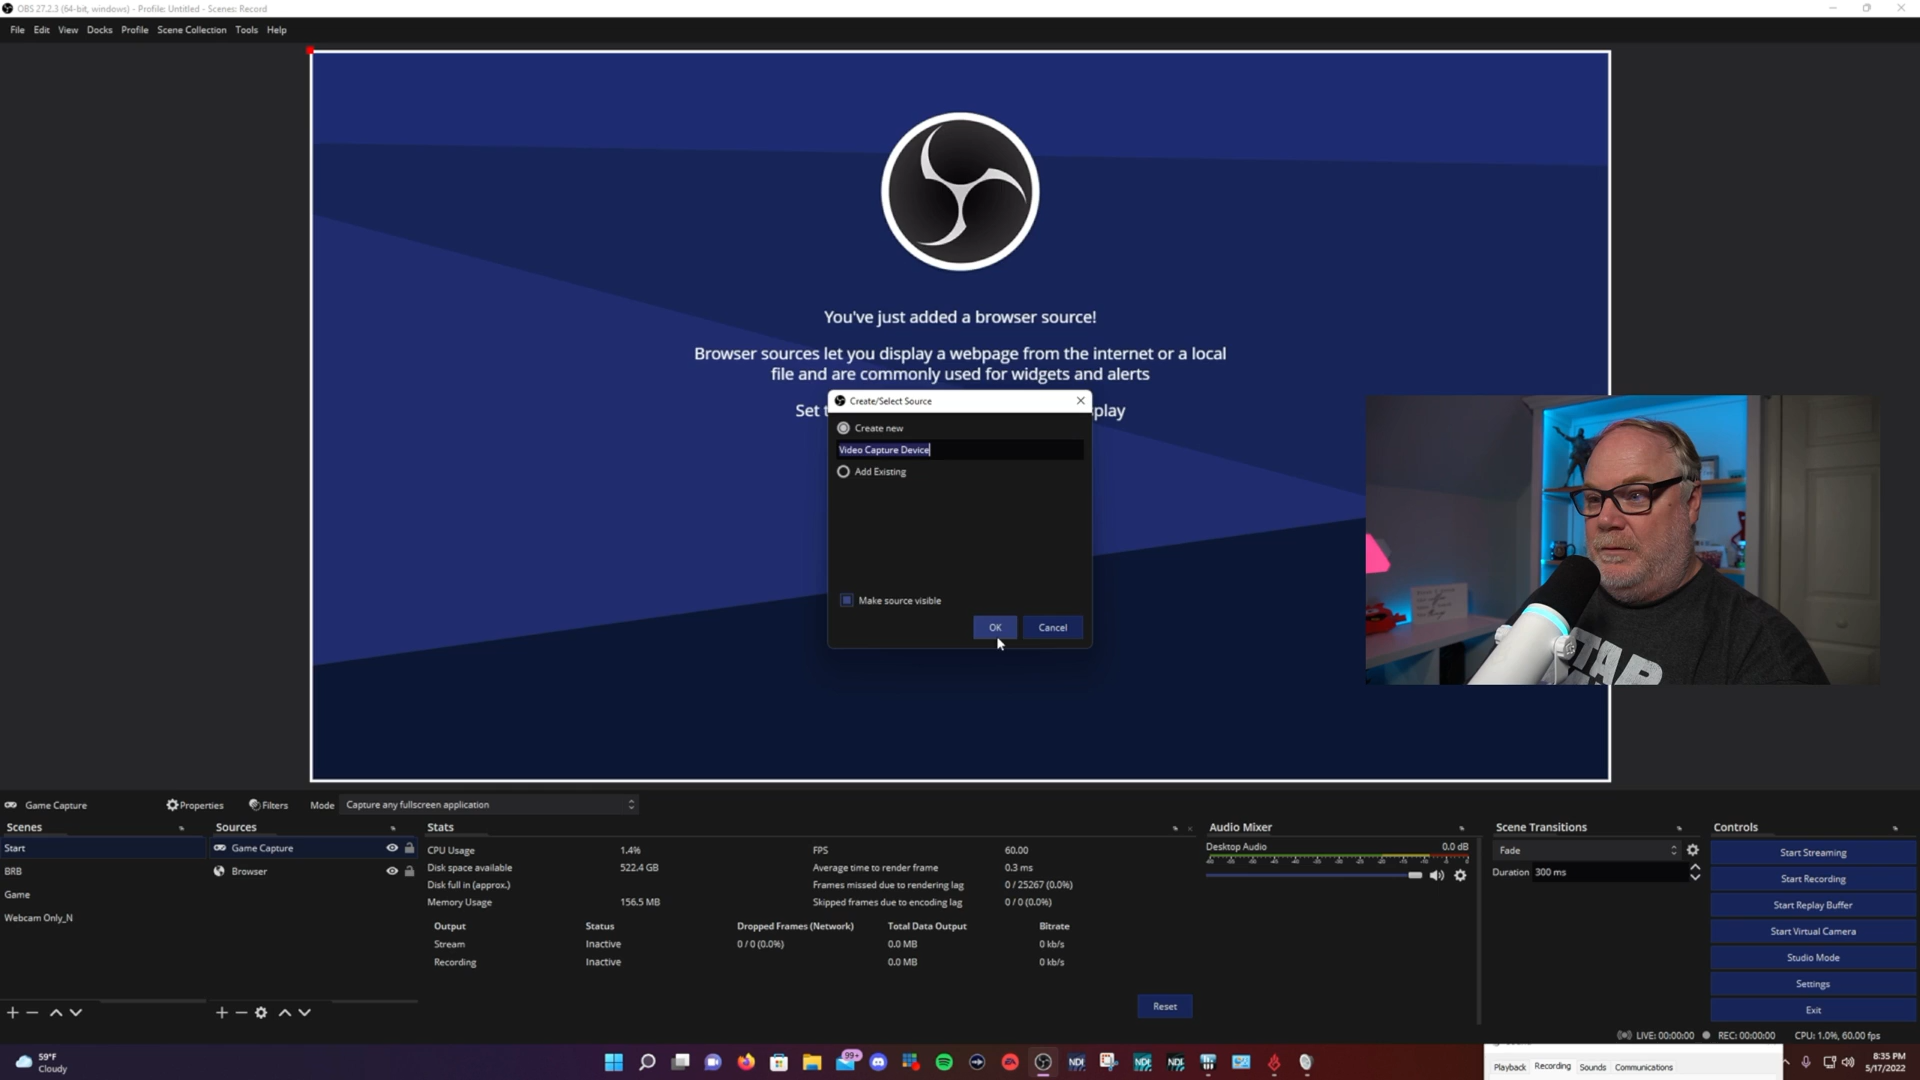 OBS 27.2.3 (64-bit, windows) - Profile: Untitled - Scenes: Record
File Edit View Docks Profile Scene Collection Tools Help
You've just added a browser source!
Browser sources let you display a webpage from the internet or a local
file and are commonly used for widgets and alerts
Create/Select Source
Create new
Video Capture Device
Add Existing
Make source visible
OK Cancel
Game Capture Properties Filters Mode Capture any fullscreen application
Scenes
Start
BRB
Game
Webcam Only_N
Sources
Game Capture
Browser
Stats
CPU Usage 1.4% FPS 60.00
Disk space available 522.4 GB Average time to render frame 0.3 ms
Disk full in (approx.) Frames missed due to rendering lag 0 / 25267 (0.0%)
Memory Usage 156.5 MB Skipped frames due to encoding lag 0 / 0 (0.0%)
Output Status Dropped Frames (Network) Total Data Output Bitrate
Stream Inactive 0 / 0 (0.0%) 0.0 MB 0 kb/s
Recording Inactive 0.0 MB 0 kb/s
Reset
Audio Mixer
Desktop Audio 0.0 dB
Scene Transitions
Fade
Duration 300 ms
Controls
Start Streaming
Start Recording
Start Replay Buffer
Start Virtual Camera
Studio Mode
Settings
Exit
LIVE: 00:00:00 REC: 00:00:00 CPU: 1.0%, 60.00 fps
59°F
Cloudy
99+
NDI
Playback Recording Sounds Communications
8:35 PM
5/17/2022